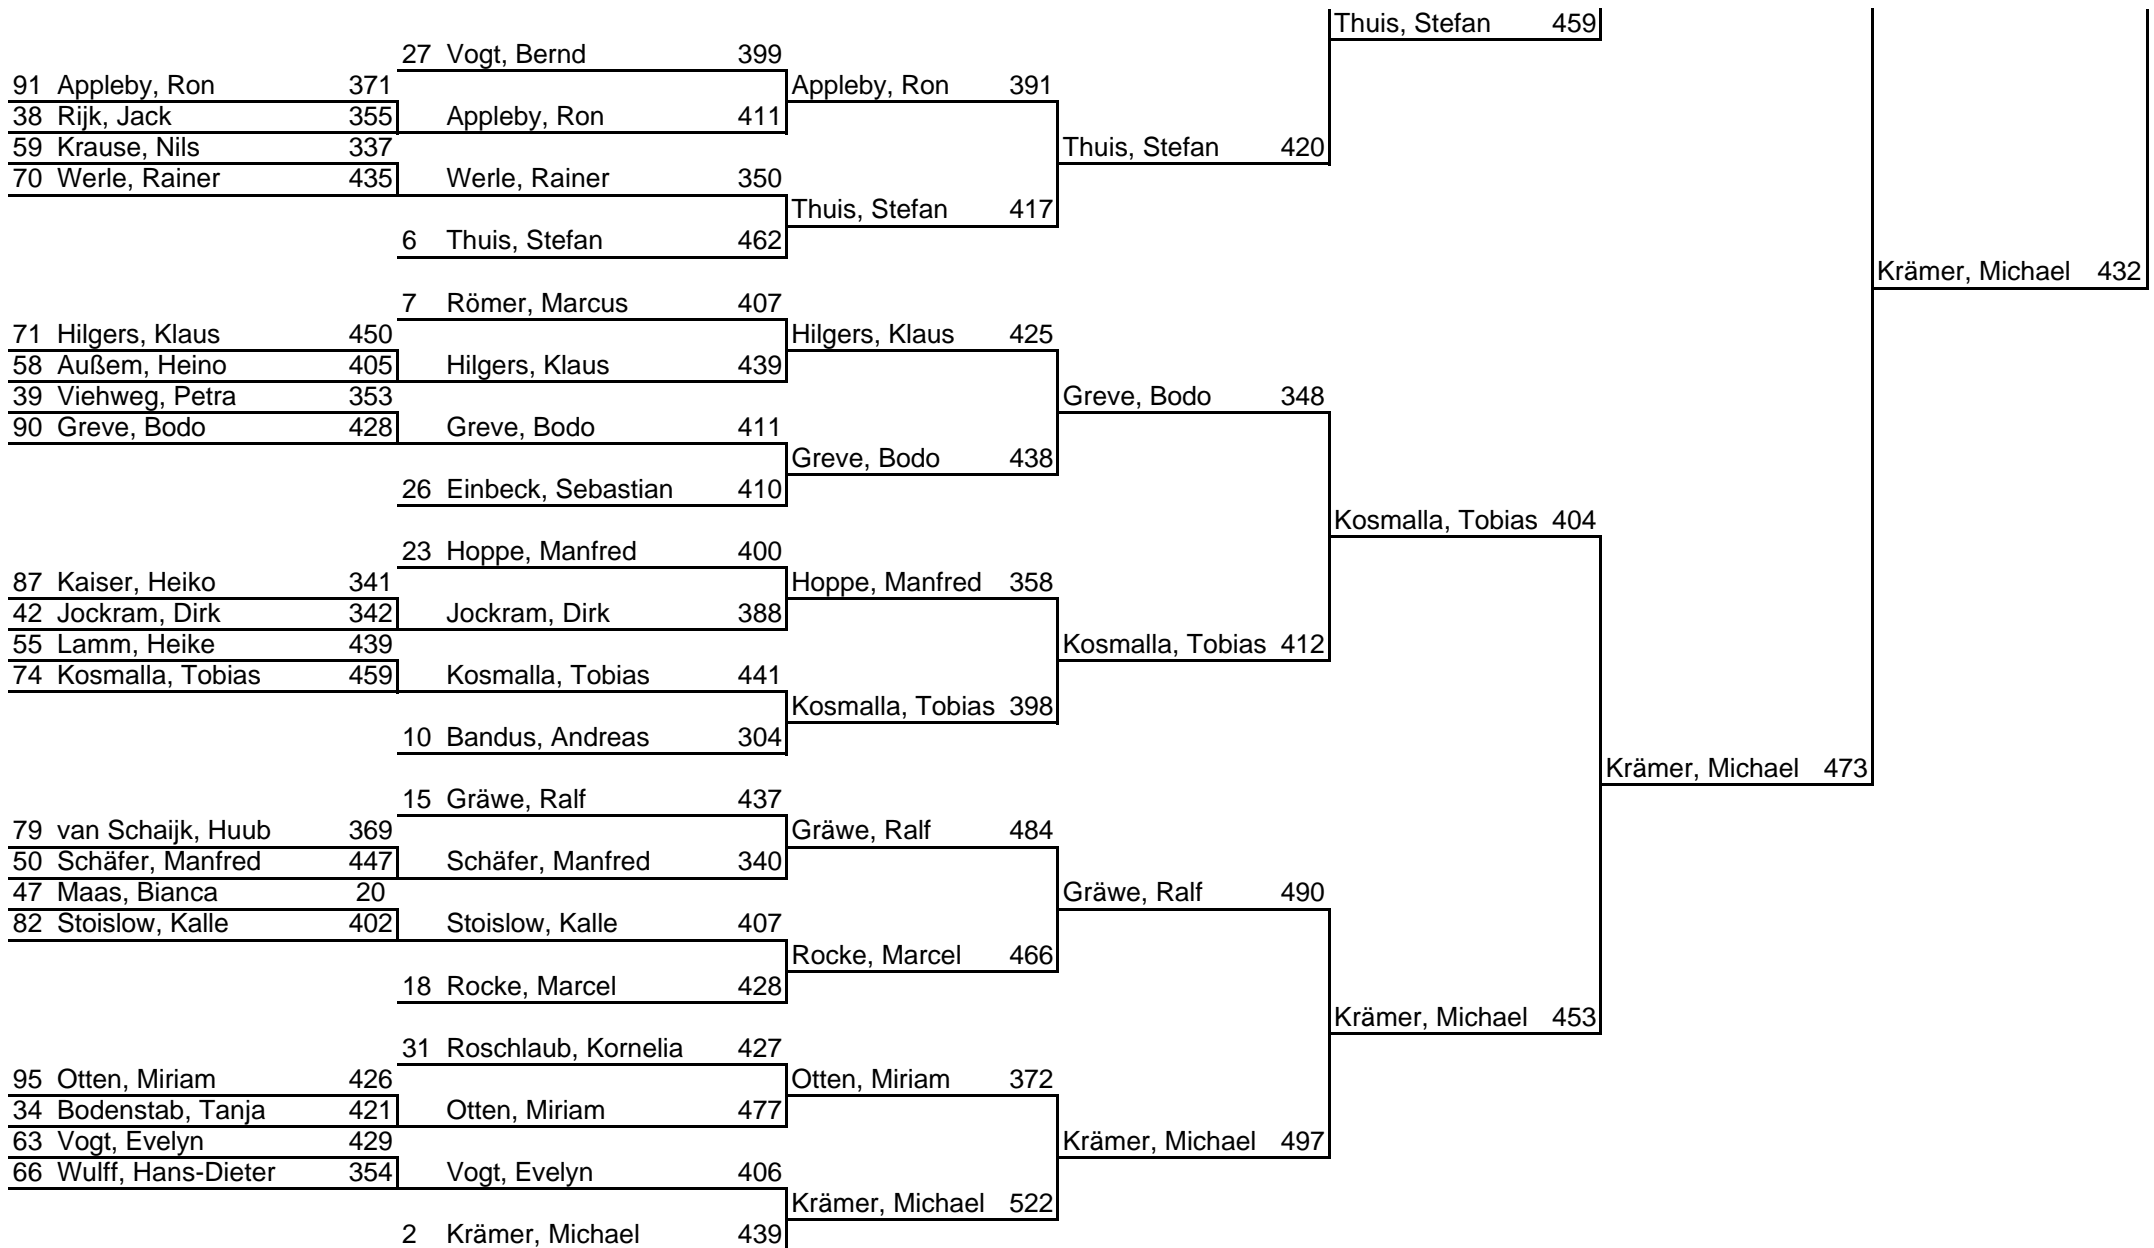 Thuis, Stefan 459
27 Vogt, Bernd 399
91 Appleby, Ron 371 Appleby, Ron 391
38 Rijk, Jack 355 Appleby, Ron 411
59 Krause, Nils 337 Thuis, Stefan 420
70 Werle, Rainer 435 Werle, Rainer 350
Thuis, Stefan 417
6 Thuis, Stefan 462
Krämer, Michael 432
7 Römer, Marcus 407
71 Hilgers, Klaus 450 Hilgers, Klaus 425
58 Außem, Heino 405 Hilgers, Klaus 439
39 Viehweg, Petra 353 Greve, Bodo 348
90 Greve, Bodo 428 Greve, Bodo 411
Greve, Bodo 438
26 Einbeck, Sebastian 410
Kosmalla, Tobias 404
23 Hoppe, Manfred 400
87 Kaiser, Heiko 341 Hoppe, Manfred 358
42 Jockram, Dirk 342 Jockram, Dirk 388
55 Lamm, Heike 439 Kosmalla, Tobias 412
74 Kosmalla, Tobias 459 Kosmalla, Tobias 441
Kosmalla, Tobias 398
10 Bandus, Andreas 304
Krämer, Michael 473
15 Gräwe, Ralf 437
79 van Schaijk, Huub 369 Gräwe, Ralf 484
50 Schäfer, Manfred 447 Schäfer, Manfred 340
47 Maas, Bianca 20 Gräwe, Ralf 490
82 Stoislow, Kalle 402 Stoislow, Kalle 407
Rocke, Marcel 466
18 Rocke, Marcel 428
Krämer, Michael 453
31 Roschlaub, Kornelia 427
95 Otten, Miriam 426 Otten, Miriam 372
34 Bodenstab, Tanja 421 Otten, Miriam 477
63 Vogt, Evelyn 429 Krämer, Michael 497
66 Wulff, Hans-Dieter 354 Vogt, Evelyn 406
Krämer, Michael 522
2 Krämer, Michael 439